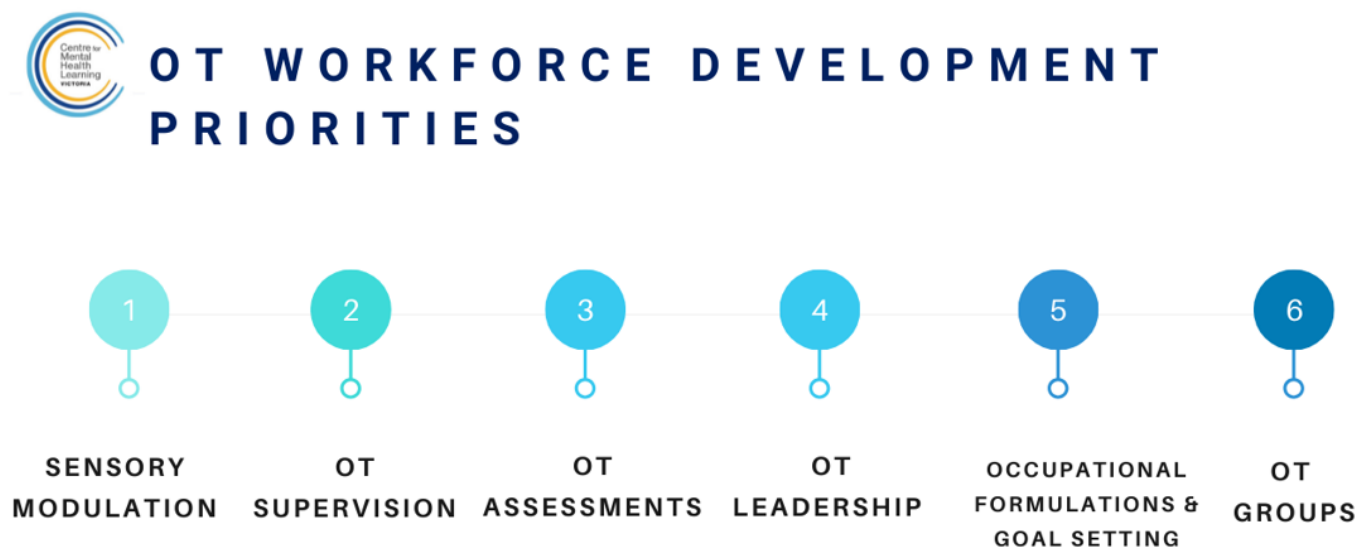 Centre for
Mental
Health
Learning
VICTORIA
OT WORKFORCE DEVELOPMENT
PRIORITIES
1
2
3
4
5
6
SENSORY
MODULATION
OT
SUPERVISION
OT
ASSESSMENTS
OT
LEADERSHIP
OCCUPATIONAL
FORMULATIONS &
GOAL SETTING
OT
GROUPS